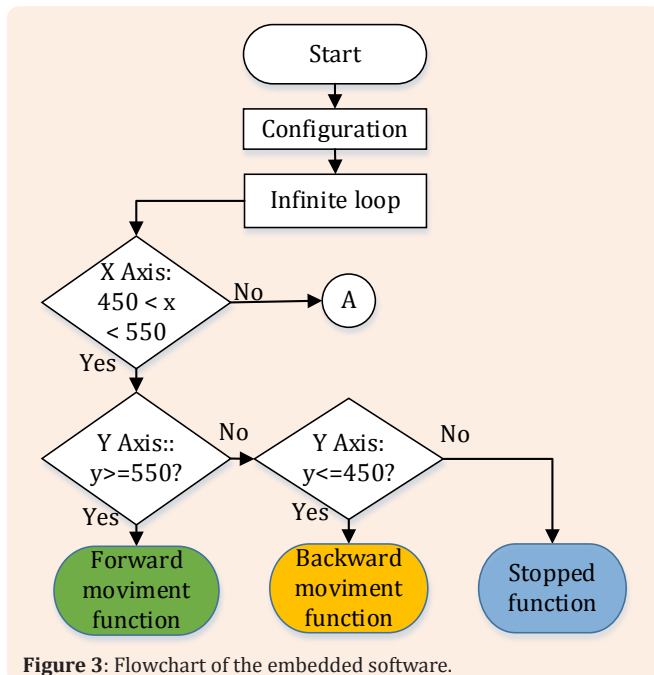 Start
Configuration
Infinite loop
X Axis:
450 < x
< 550
No
A
Yes
Y Axis::
y>=550?
No
Y Axis:
y<=450?
No
Yes
Yes
Forward
moviment
function
Backward
moviment
function
Stopped
function
Figure 3: Flowchart of the embedded software.